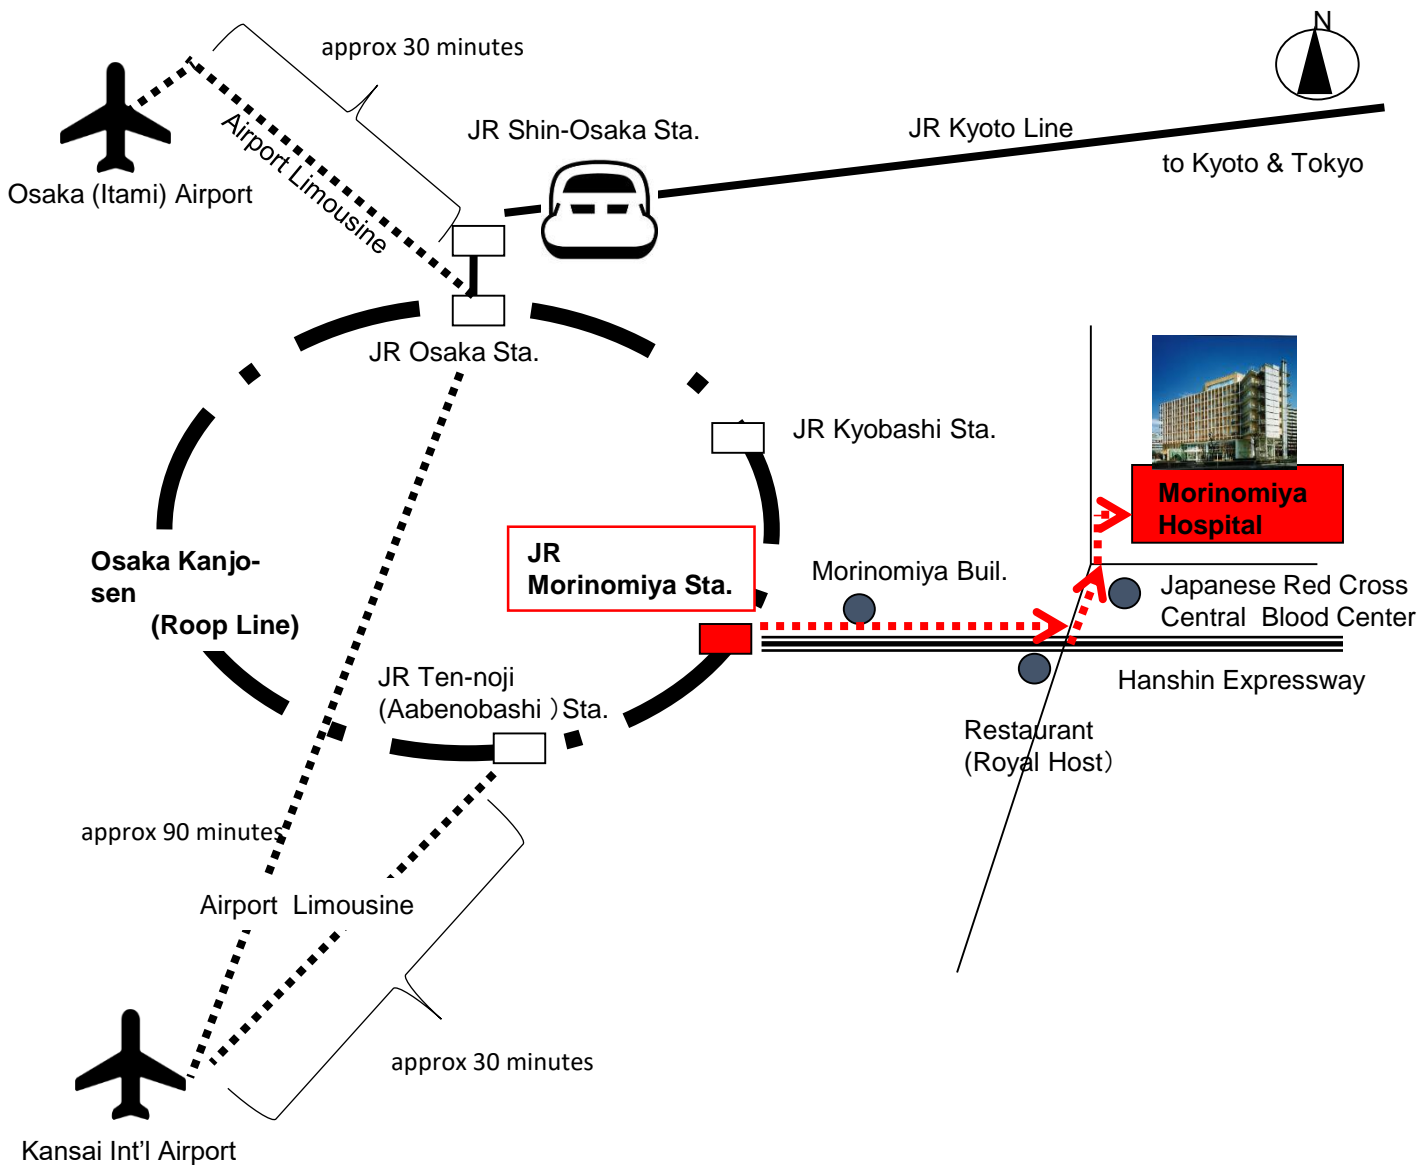 N
approx 30 minutes
JR Shin-Osaka Sta.
JR Kyoto Line
to Kyoto & Tokyo
Osaka (Itami) Airport
Airport Limousine
JR Osaka Sta.
JR Kyobashi Sta.
Morinomiya
Hospital
JR
Morinomiya Sta.
Osaka Kanjo-
sen
(Roop Line)
Morinomiya Buil.
Japanese Red Cross
Central Blood Center
Hanshin Expressway
JR Ten-noji
(Aabenobashi ）Sta.
Restaurant
(Royal Host）
approx 90 minutes
Airport Limousine
approx 30 minutes
Kansai Int’l Airport